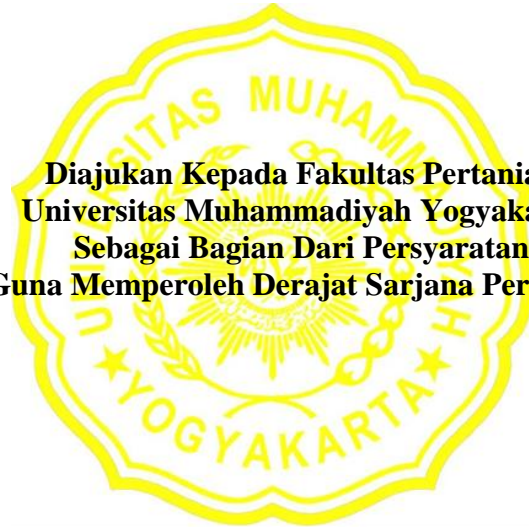 UNIVERSITAS MUHAMMADIYAH
Diajukan Kepada Fakultas Pertania
Universitas Muhammadiyah Yogyaka
Sebagai Bagian Dari Persyaratan
Guna Memperoleh Derajat Sarjana Per
YOGYAKARTA